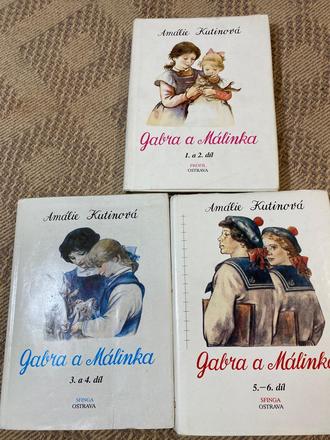 Amálie Kutinová
Gabra a Málinka
1. a 2. díl
PROFIL
OSTRAVA
Amálie Kutinová
Gabra a Málinka
3. a 4. díl
SFINGA
OSTRAVA
Amálie Kutinová
Gabra a Málinka
5.–6. díl
SFINGA
OSTRAVA